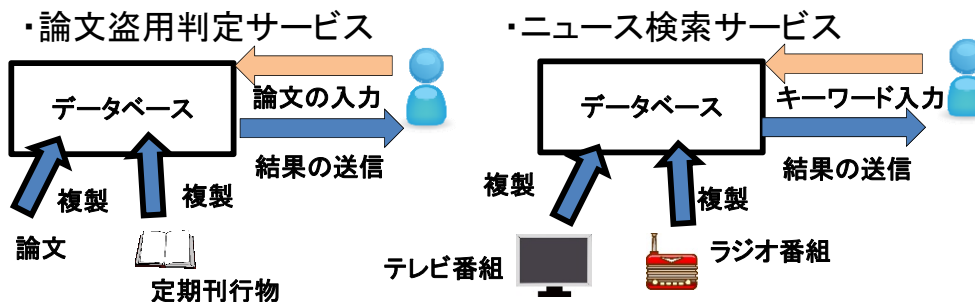 ・論文盗用判定サービス
データベース
論文の入力
結果の送信
複製
複製
論文
定期刊行物
・ニュース検索サービス
データベース
キーワード入力
結果の送信
複製
複製
テレビ番組
ラジオ番組